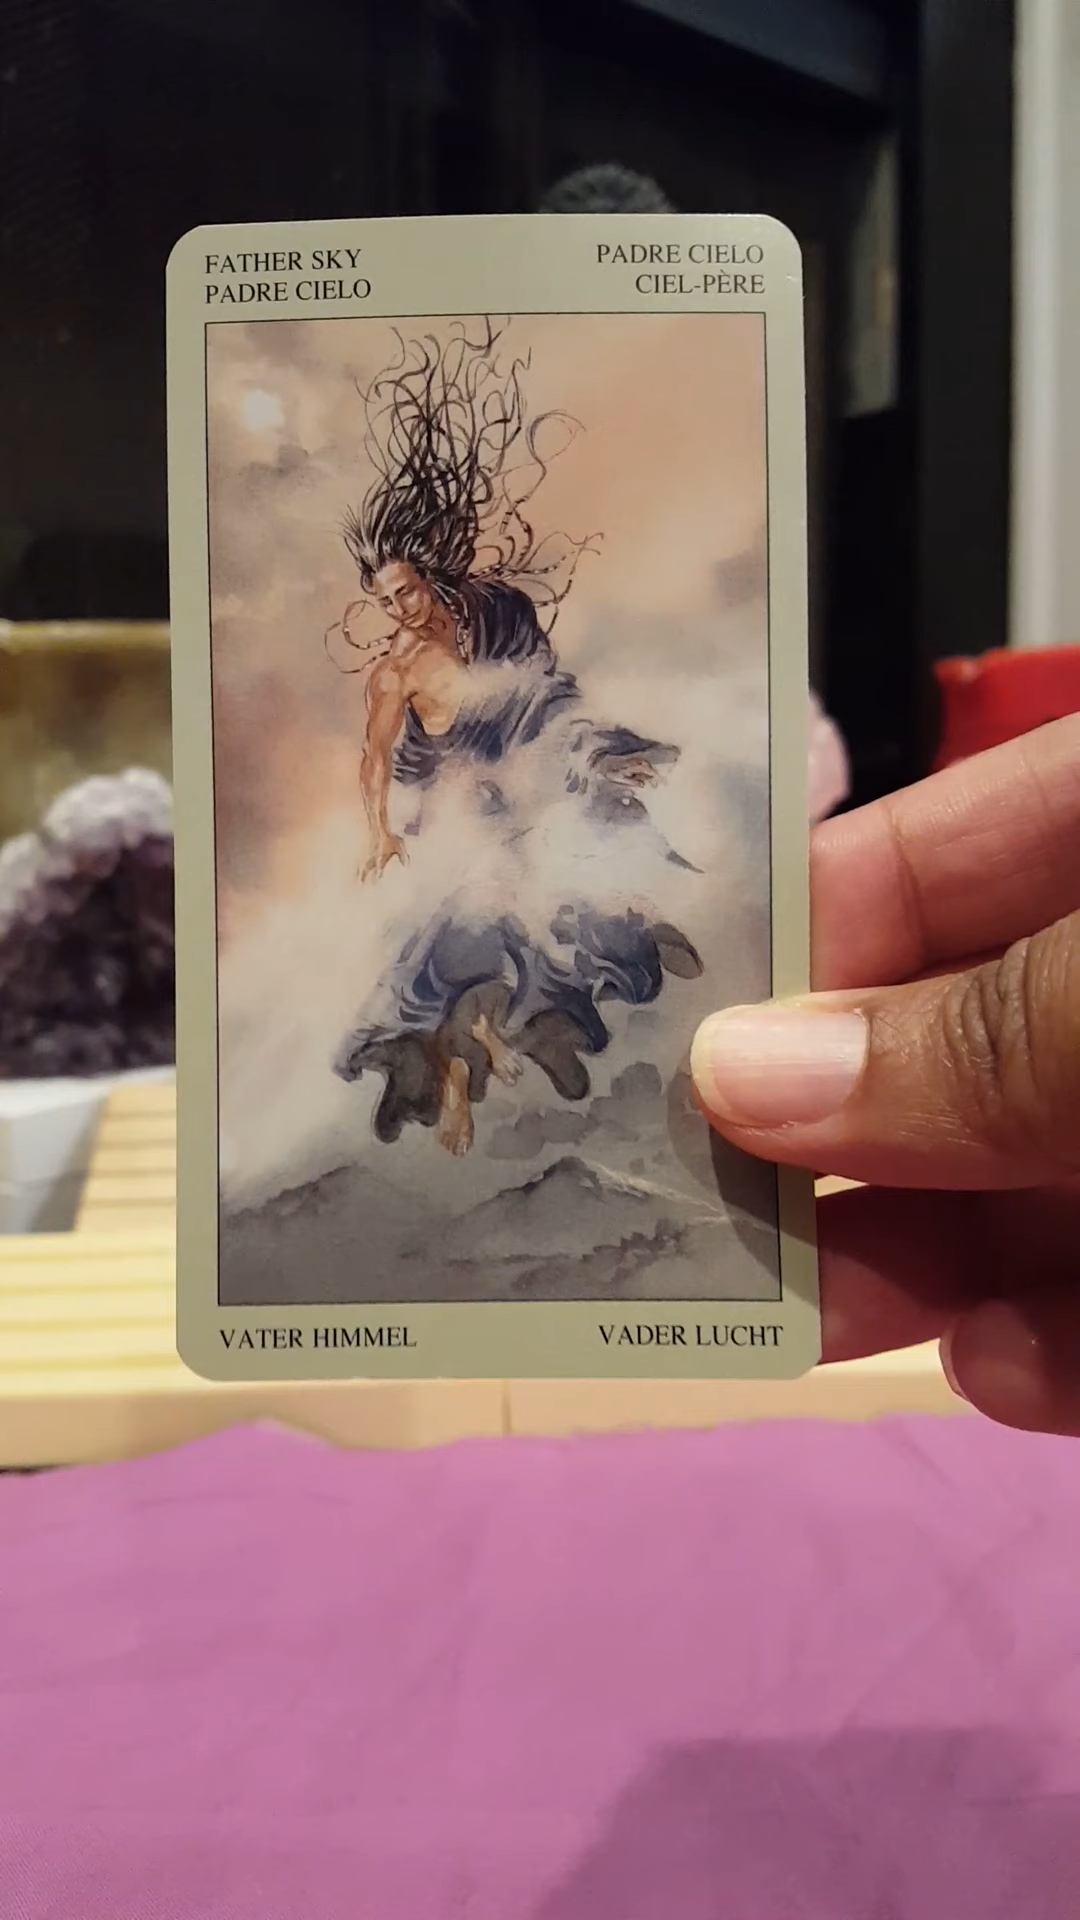 FATHER SKY
PADRE CIELO
PADRE CIELO
CIEL-PÈRE
VATER HIMMEL
VADER LUCHT